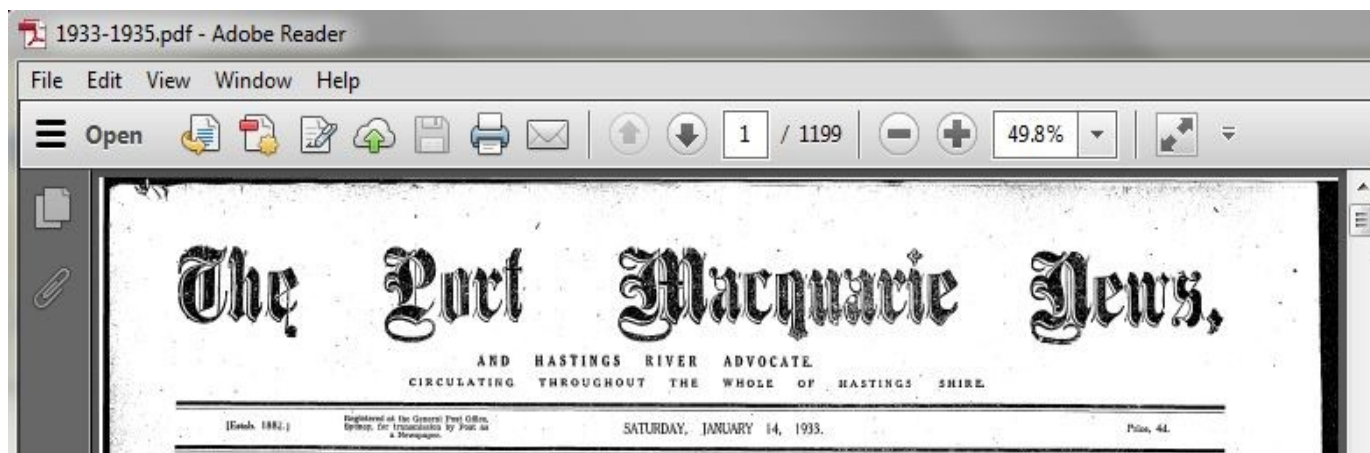 1933-1935.pdf - Adobe Reader
File Edit View Window Help
Open 1 / 1199 49.8%
The Port Macquarie News,
AND HASTINGS RIVER ADVOCATE.
CIRCULATING THROUGHOUT THE WHOLE OF HASTINGS SHIRE.
[Estab. 1882.] Registered at the General Post Office, SATURDAY, JANUARY 14, 1933. Price, 4d.
Sydney, for transmission by Post as
a Newspaper.